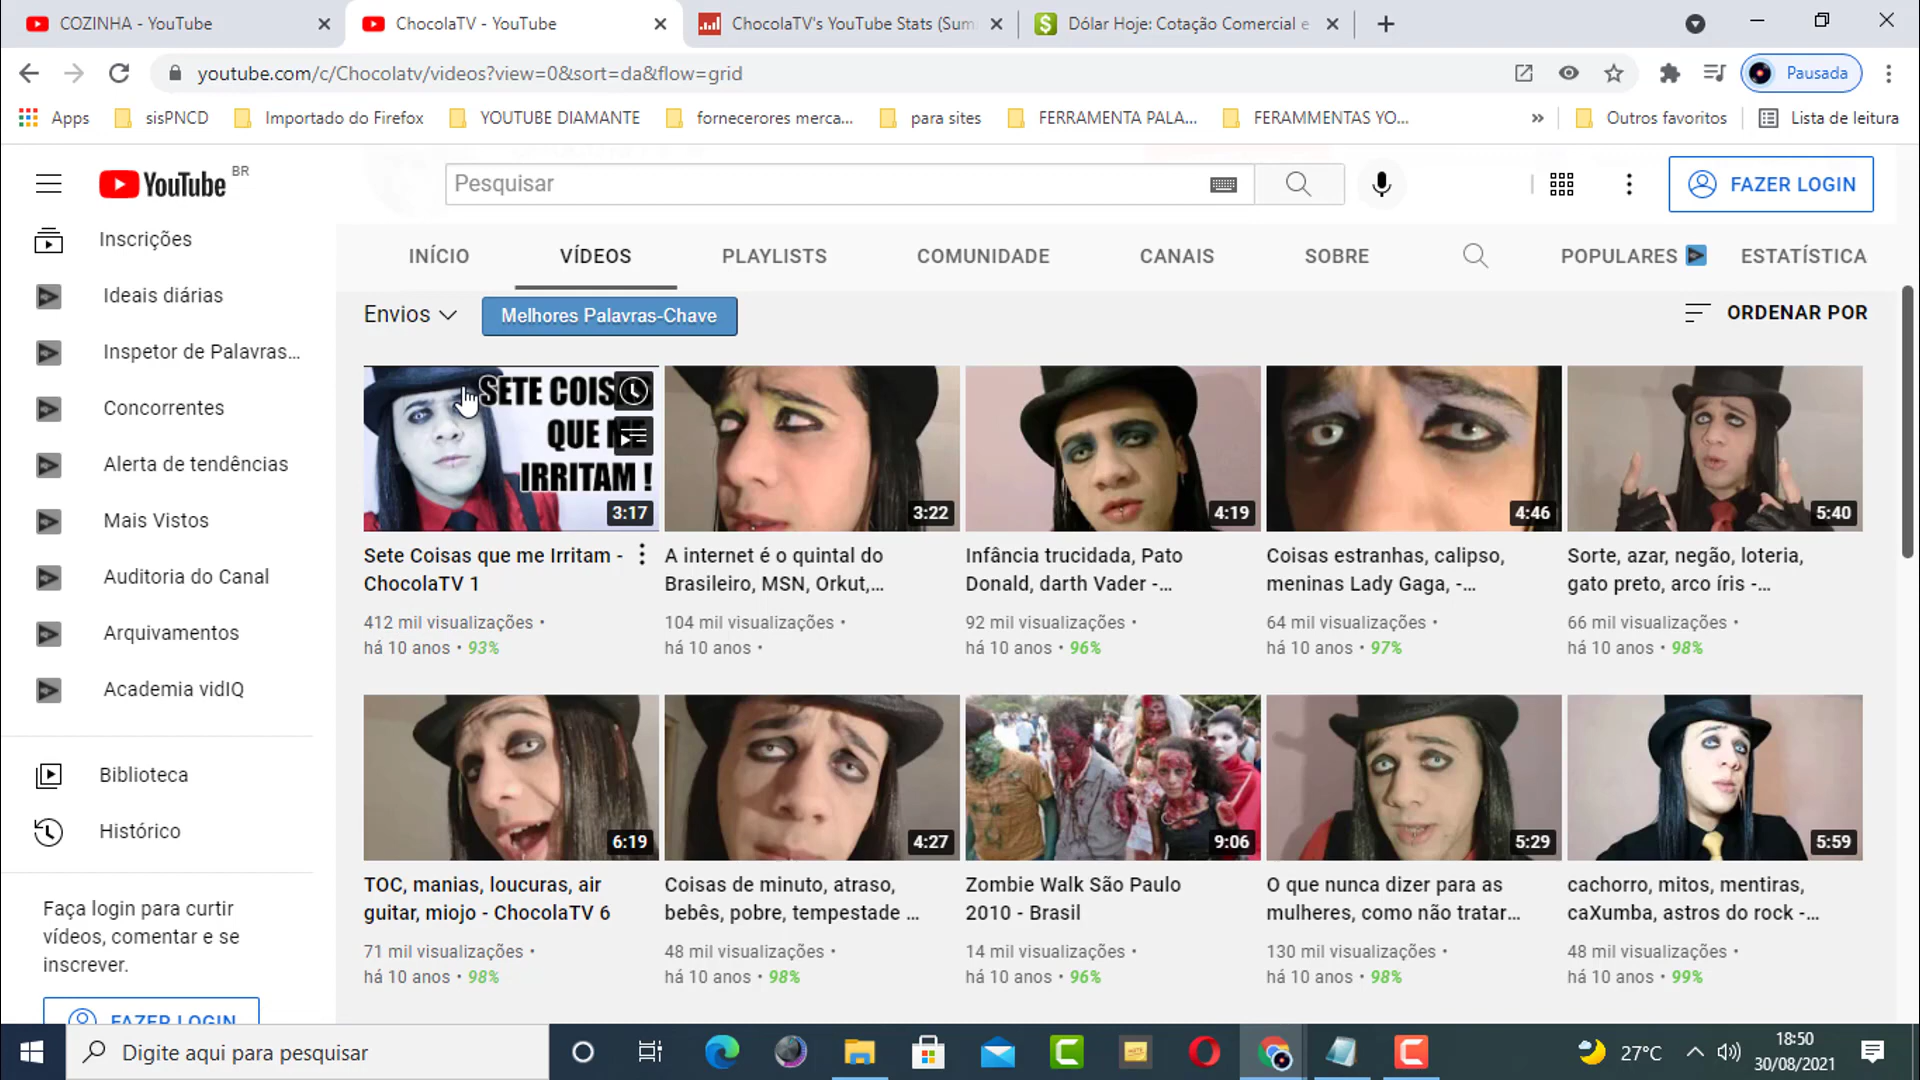 COZINHA - YouTube
ChocolaTV - YouTube
ChocolaTV's YouTube Stats (Sum
Dólar Hoje: Cotação Comercial e
youtube.com/c/Chocolatv/videos?view=0&sort=da&flow=grid
Pausada
Apps
sisPNCD
Importado do Firefox
YOUTUBE DIAMANTE
fornecerores merca...
para sites
FERRAMENTA PALA...
FERAMMENTAS YO...
»
Outros favoritos
Lista de leitura
YouTube BR
Pesquisar
FAZER LOGIN
Inscrições
Ideais diárias
Inspetor de Palavras...
Concorrentes
Alerta de tendências
Mais Vistos
Auditoria do Canal
Arquivamentos
Academia vidIQ
Biblioteca
Histórico
Faça login para curtir
vídeos, comentar e se
inscrever.
FAZER LOGIN
INÍCIO
VÍDEOS
PLAYLISTS
COMUNIDADE
CANAIS
SOBRE
POPULARES
ESTATÍSTICA
Envios
Melhores Palavras-Chave
ORDENAR POR
SETE COIS
QUE ME
IRRITAM !
3:17
3:22
4:19
4:46
5:40
Sete Coisas que me Irritam -
ChocolaTV 1
412 mil visualizações •
há 10 anos • 93%
A internet é o quintal do
Brasileiro, MSN, Orkut,...
104 mil visualizações •
há 10 anos •
Infância trucidada, Pato
Donald, darth Vader -...
92 mil visualizações •
há 10 anos • 96%
Coisas estranhas, calipso,
meninas Lady Gaga, -...
64 mil visualizações •
há 10 anos • 97%
Sorte, azar, negão, loteria,
gato preto, arco íris -...
66 mil visualizações •
há 10 anos • 98%
6:19
4:27
9:06
5:29
5:59
TOC, manias, loucuras, air
guitar, miojo - ChocolaTV 6
71 mil visualizações •
há 10 anos • 98%
Coisas de minuto, atraso,
bebês, pobre, tempestade ...
48 mil visualizações •
há 10 anos • 98%
Zombie Walk São Paulo
2010 - Brasil
14 mil visualizações •
há 10 anos • 96%
O que nunca dizer para as
mulheres, como não tratar...
130 mil visualizações •
há 10 anos • 98%
cachorro, mitos, mentiras,
caXumba, astros do rock -...
48 mil visualizações •
há 10 anos • 99%
Digite aqui para pesquisar
27°C
18:50
30/08/2021